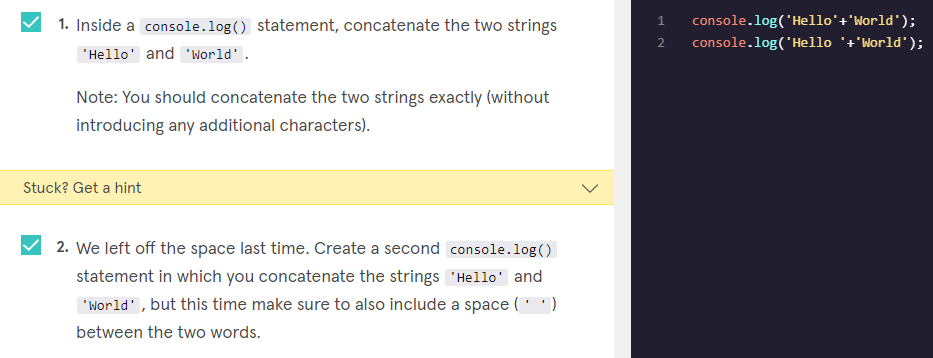 1. Inside a console.log() statement, concatenate the two strings
'Hello' and 'World'.
Note: You should concatenate the two strings exactly (without
introducing any additional characters).
Stuck? Get a hint
2. We left off the space last time. Create a second console.log()
statement in which you concatenate the strings 'Hello' and
'World', but this time make sure to also include a space (' ')
between the two words.
1 console.log('Hello'+'World');
2 console.log('Hello '+'World');